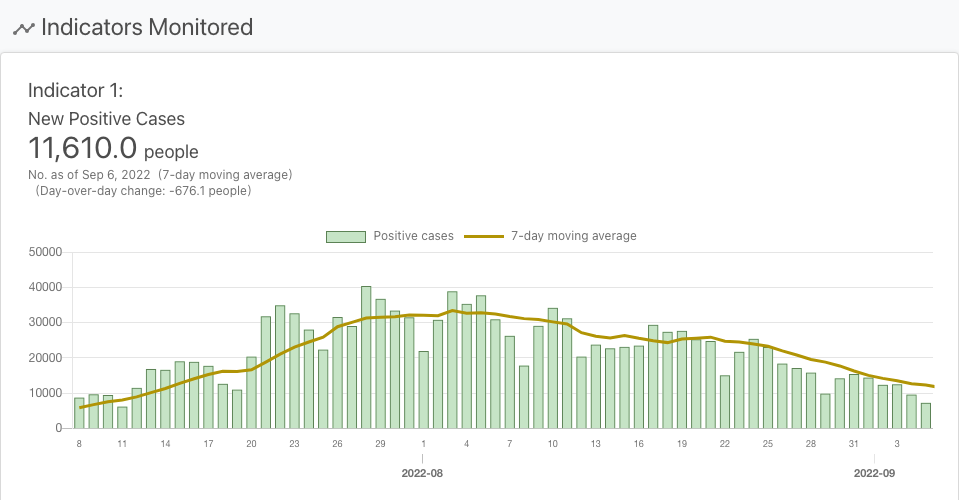 Indicators Monitored
Indicator 1:
New Positive Cases
11,610.0 people
No. as of Sep 6, 2022 (7-day moving average)
(Day-over-day change: -676.1 people)
Positive cases 7-day moving average
50000
40000
30000
20000
10000
0
8 11 14 17 20 23 26 29 1 4 7 10 13 16 19 22 25 28 31 3
2022-08 2022-09